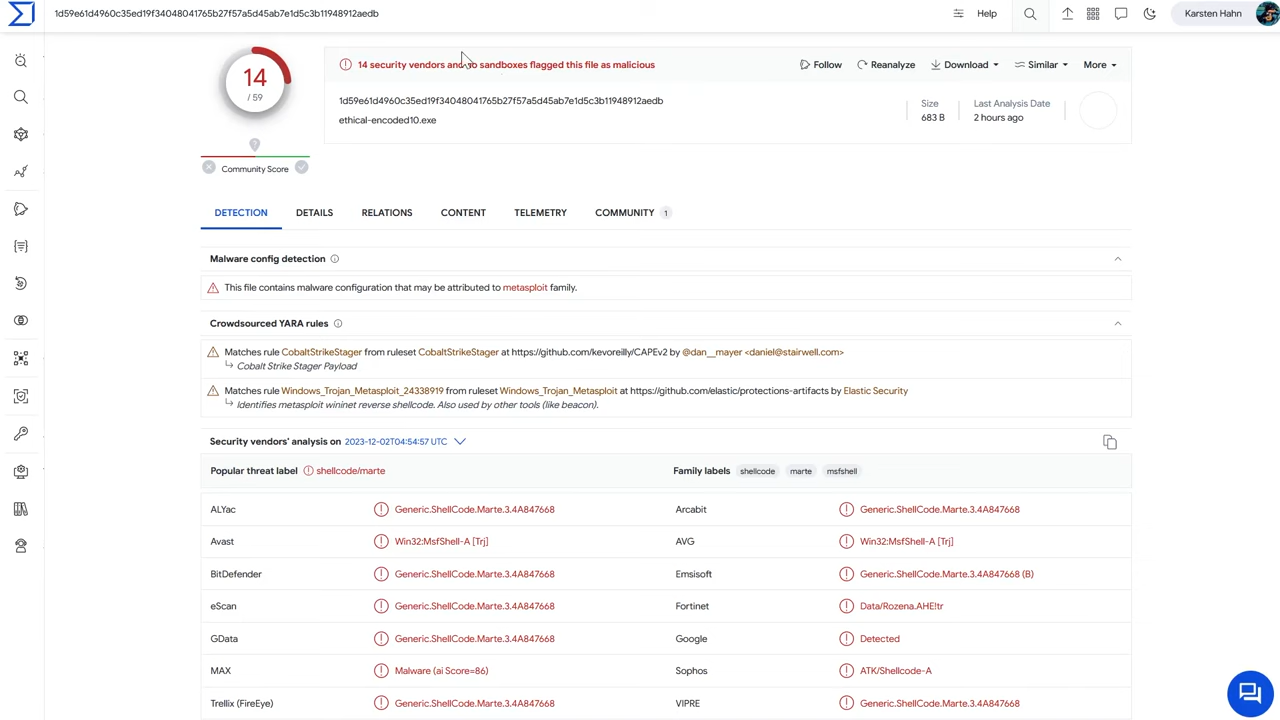 1d59e61d4960c35ed19f34048041765b27f57a5d45ab7e1d5c3b11948912aedb
Help
Karsten Hahn
14
/ 59
Community Score
14 security vendors and no sandboxes flagged this file as malicious
Follow
Reanalyze
Download
Similar
More
1d59e61d4960c35ed19f34048041765b27f57a5d45ab7e1d5c3b11948912aedb
ethical-encoded10.exe
Size
683 B
Last Analysis Date
2 hours ago
DETECTION
DETAILS
RELATIONS
CONTENT
TELEMETRY
COMMUNITY 1
Malware config detection
This file contains malware configuration that may be attributed to metasploit family.
Crowdsourced YARA rules
Matches rule CobaltStrikeStager from ruleset CobaltStrikeStager at https://github.com/kevoreilly/CAPEv2 by @dan__mayer <daniel@stairwell.com>
Cobalt Strike Stager Payload
Matches rule Windows_Trojan_Metasploit_24338919 from ruleset Windows_Trojan_Metasploit at https://github.com/elastic/protections-artifacts by Elastic Security
Identifies metasploit wininet reverse shellcode. Also used by other tools (like beacon).
Security vendors' analysis on 2023-12-02T04:54:57 UTC
Popular threat label shellcode/marte
Family labels shellcode marte msfshell
ALYac Generic.ShellCode.Marte.3.4A847668
Arcabit Generic.ShellCode.Marte.3.4A847668
Avast Win32:MsfShell-A [Trj]
AVG Win32:MsfShell-A [Trj]
BitDefender Generic.ShellCode.Marte.3.4A847668
Emsisoft Generic.ShellCode.Marte.3.4A847668 (B)
eScan Generic.ShellCode.Marte.3.4A847668
Fortinet Data/Rozena.AHE!tr
GData Generic.ShellCode.Marte.3.4A847668
Google Detected
MAX Malware (ai Score=86)
Sophos ATK/Shellcode-A
Trellix (FireEye) Generic.ShellCode.Marte.3.4A847668
VIPRE Generic.ShellCode.Marte.3.4A847668